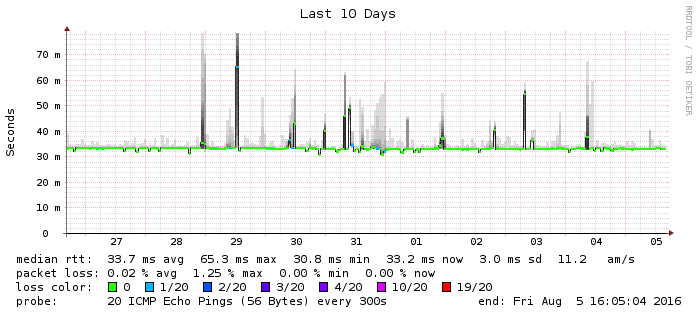 Last 10 Days
RRDTOOL / TOBI OETIKER
Seconds
70 m
60 m
50 m
40 m
30 m
20 m
10 m
0
27 28 29 30 31 01 02 03 04 05
median rtt: 33.7 ms avg 65.3 ms max 30.8 ms min 33.2 ms now 3.0 ms sd 11.2 am/s
packet loss: 0.02 % avg 1.25 % max 0.00 % min 0.00 % now
loss color: 0 1/20 2/20 3/20 4/20 10/20 19/20
probe: 20 ICMP Echo Pings (56 Bytes) every 300s end: Fri Aug 5 16:05:04 2016